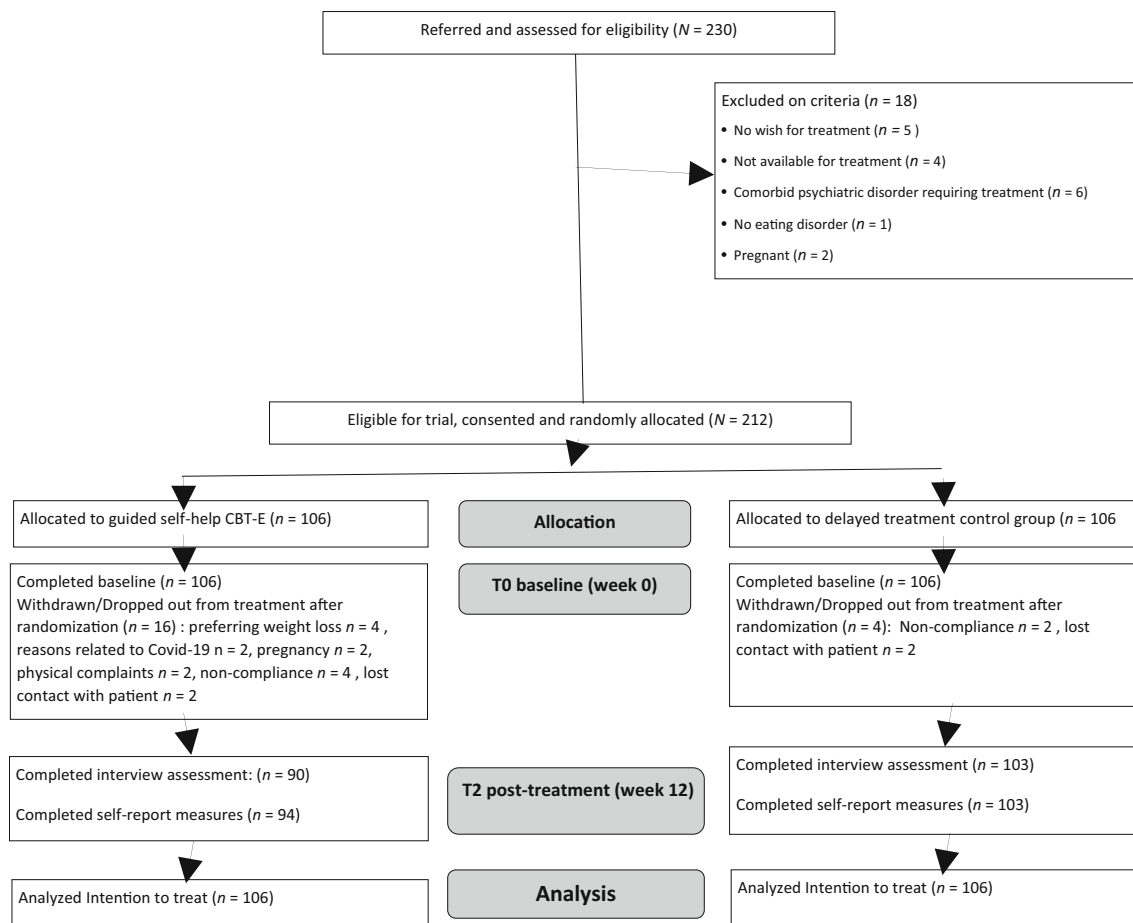 Referred and assessed for eligibility (N = 230)
Excluded on criteria (n = 18)
• No wish for treatment (n = 5 )
• Not available for treatment (n = 4)
• Comorbid psychiatric disorder requiring treatment (n = 6)
• No eating disorder (n = 1)
• Pregnant (n = 2)
Eligible for trial, consented and randomly allocated (N = 212)
Allocated to guided self-help CBT-E (n = 106)
Allocation
Allocated to delayed treatment control group (n = 106
Completed baseline (n = 106)
Withdrawn/Dropped out from treatment after
randomization (n = 16) : preferring weight loss n = 4 ,
reasons related to Covid-19 n = 2, pregnancy n = 2,
physical complaints n = 2, non-compliance n = 4 , lost
contact with patient n = 2
T0 baseline (week 0)
Completed baseline (n = 106)
Withdrawn/Dropped out from treatment after
randomization (n = 4): Non-compliance n = 2 , lost
contact with patient n = 2
Completed interview assessment: (n = 90)
Completed self-report measures (n = 94)
T2 post-treatment (week 12)
Completed interview assessment (n = 103)
Completed self-report measures (n = 103)
Analyzed Intention to treat (n = 106)
Analysis
Analyzed Intention to treat (n = 106)